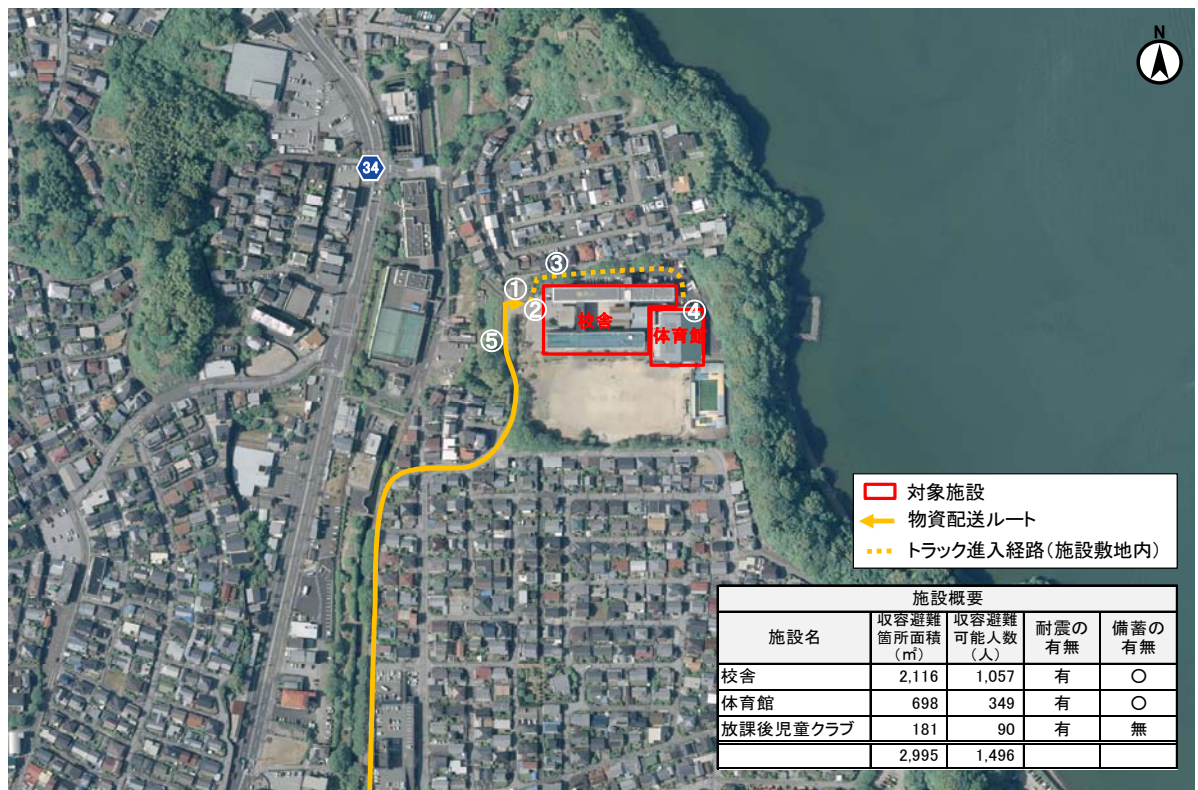 N
34
③
①
②
④
校舎
体育館
⑤
対象施設
物資配送ルート
トラック進入経路(施設敷地内)
施設概要
施設名 収容避難箇所面積(㎡) 収容避難可能人数(人) 耐震の有無 備蓄の有無
校舎 2,116 1,057 有 〇
体育館 698 349 有 〇
放課後児童クラブ 181 90 有 無
2,995 1,496